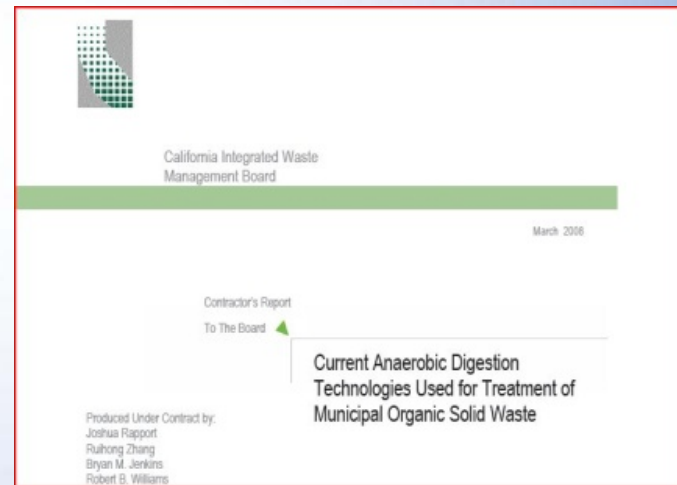 California Integrated Waste
Management Board
March 2008
Contractor's Report
To The Board
Current Anaerobic Digestion
Technologies Used for Treatment of
Municipal Organic Solid Waste
Produced Under Contract by:
Joshua Rapport
Ruihong Zhang
Bryan M. Jenkins
Robert B. Williams